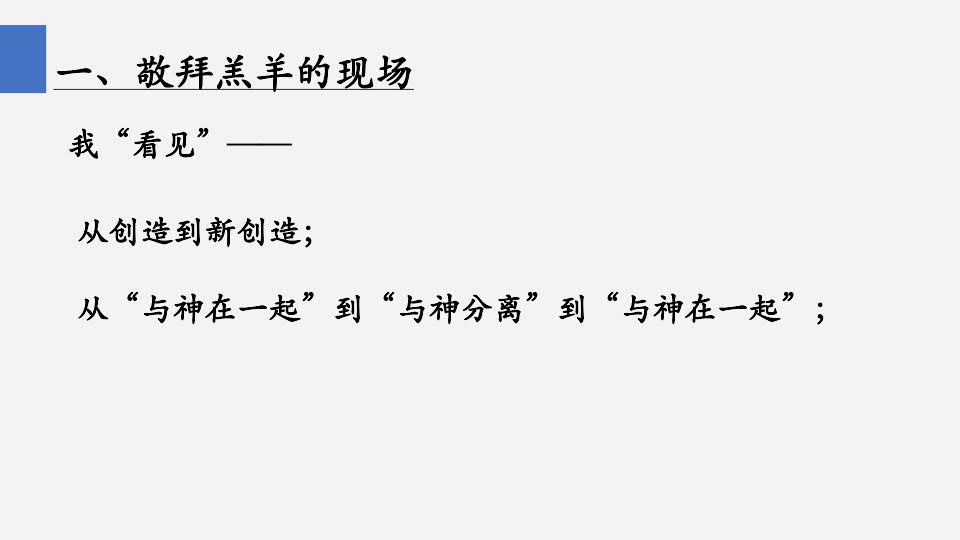 一、敬拜羔羊的现场
我“看见”——
从创造到新创造；
从“与神在一起”到“与神分离”到“与神在一起”；